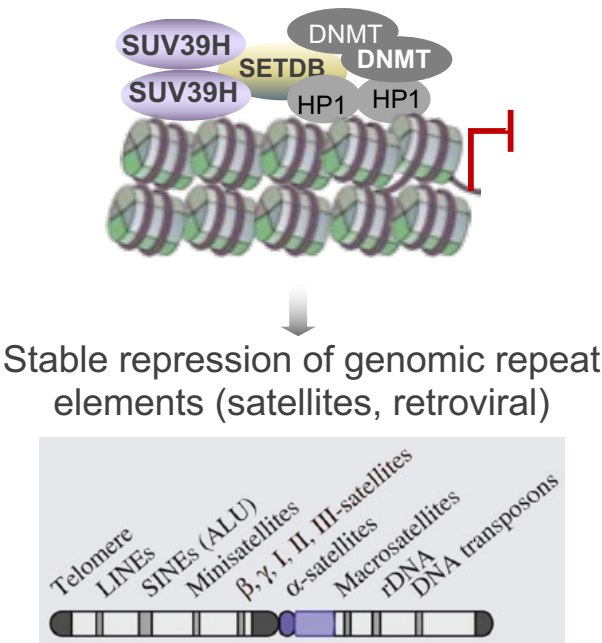 SUV39H
DNMT
DNMT
SETDB
SUV39H
HP1
HP1
Stable repression of genomic repeat
elements (satellites, retroviral)
Telomere
LINEs
SINEs (ALU)
Minisatellites
β, γ, I, II, III-satellites
α-satellites
Macrosatellites
rDNA
DNA transposons